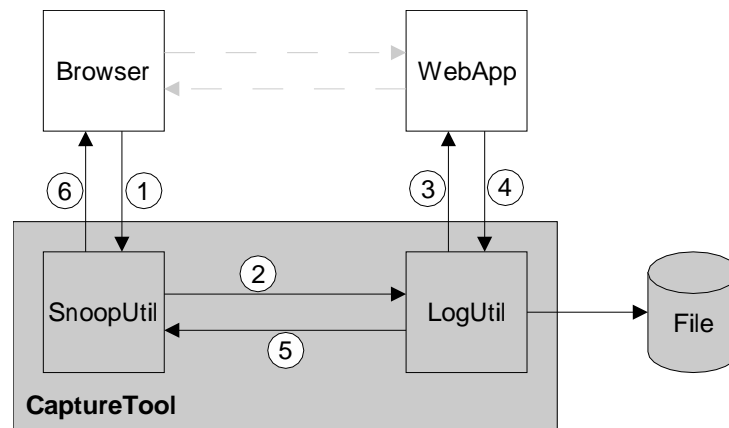 Browser
WebApp
6
1
3
4
2
SnoopUtil
LogUtil
File
5
CaptureTool